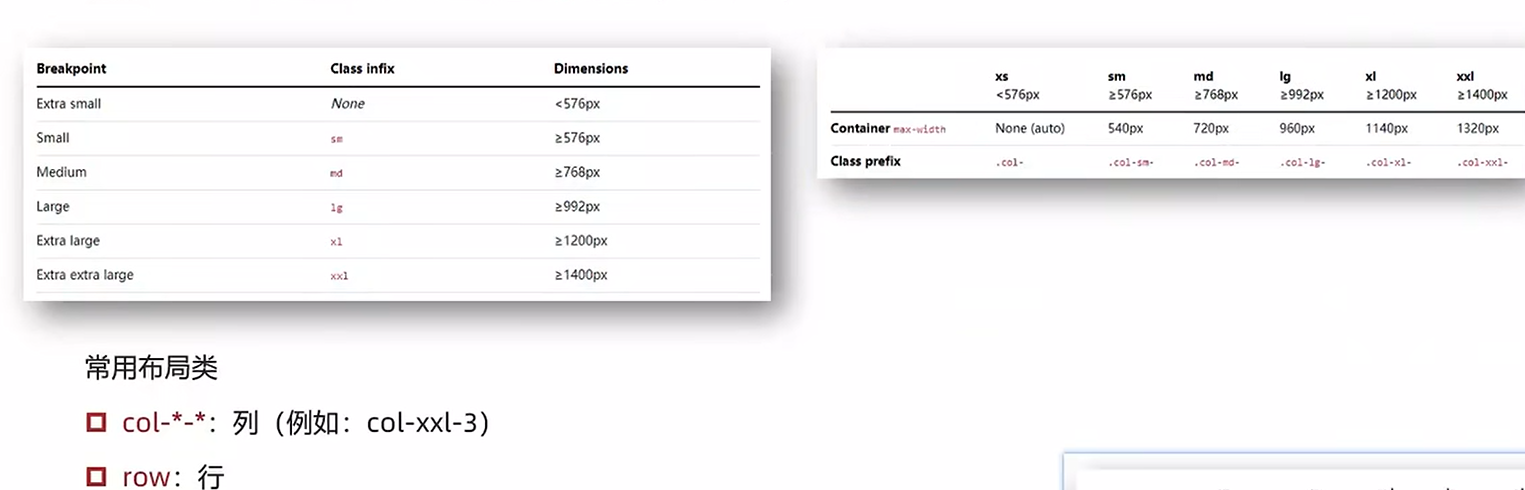 Breakpoint Class infix Dimensions
Extra small None <576px
Small sm ≥576px
Medium md ≥768px
Large lg ≥992px
Extra large xl ≥1200px
Extra extra large xxl ≥1400px
xs sm md lg xl xxl
<576px ≥576px ≥768px ≥992px ≥1200px ≥1400px
Container max-width None (auto) 540px 720px 960px 1140px 1320px
Class prefix .col- .col-sm- .col-md- .col-lg- .col-xl- .col-xxl-
常用布局类
col-*-*：列（例如：col-xxl-3）
row：行